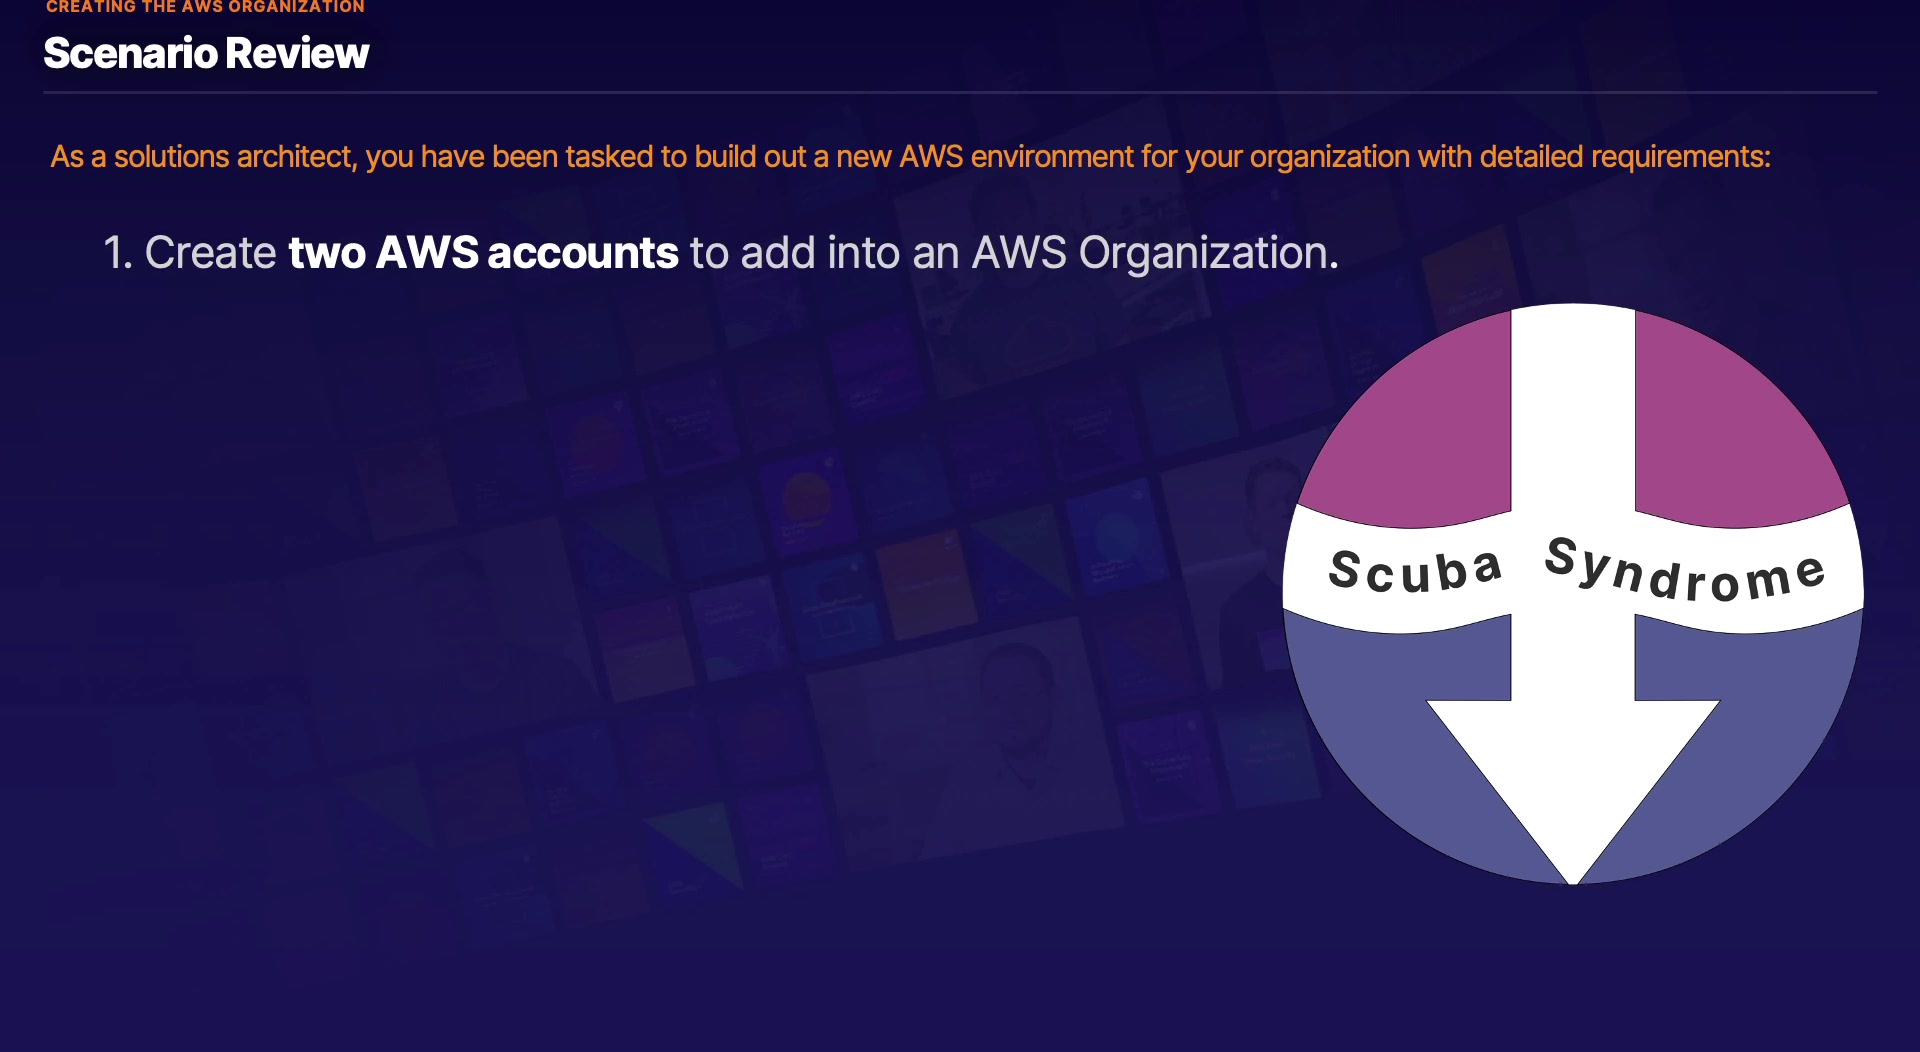 CREATING THE AWS ORGANIZATION
Scenario Review
As a solutions architect, you have been tasked to build out a new AWS environment for your organization with detailed requirements:
1. Create two AWS accounts to add into an AWS Organization.
Scuba Syndrome